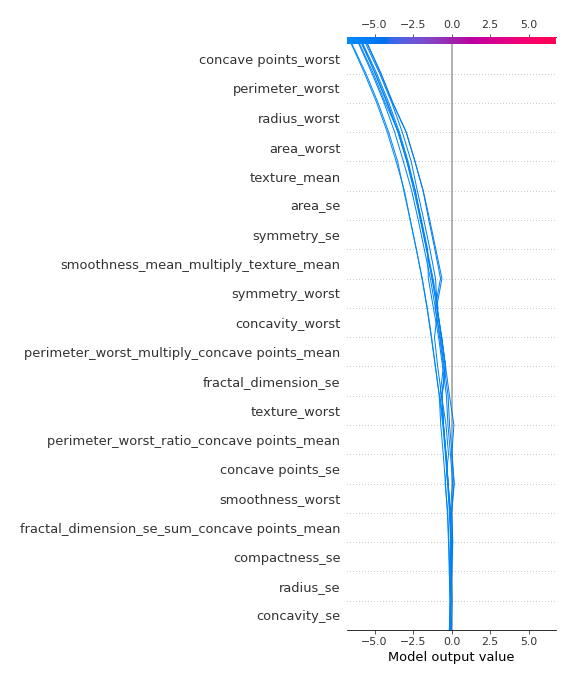 −5.0 −2.5 0.0 2.5 5.0
concave points_worst
perimeter_worst
radius_worst
area_worst
texture_mean
area_se
symmetry_se
smoothness_mean_multiply_texture_mean
symmetry_worst
concavity_worst
perimeter_worst_multiply_concave points_mean
fractal_dimension_se
texture_worst
perimeter_worst_ratio_concave points_mean
concave points_se
smoothness_worst
fractal_dimension_se_sum_concave points_mean
compactness_se
radius_se
concavity_se
−5.0 −2.5 0.0 2.5 5.0
Model output value